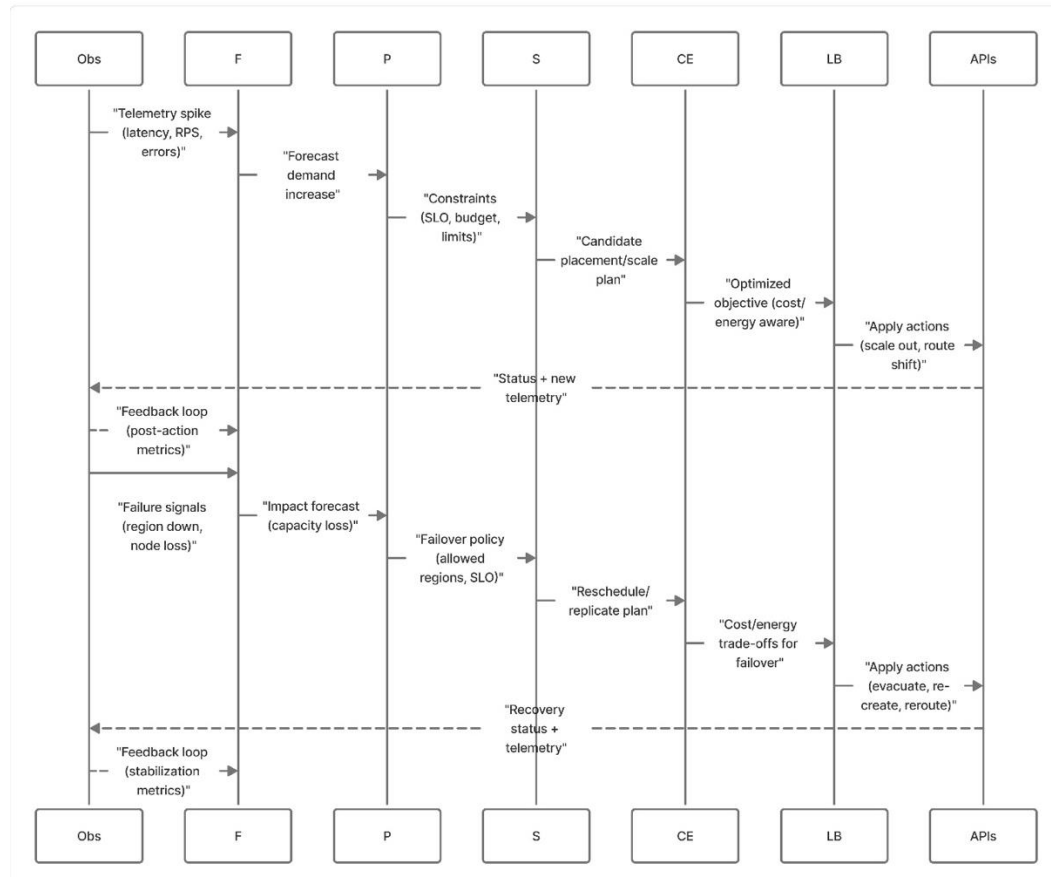 Obs
F
P
S
CE
LB
APIs
"Telemetry spike
(latency, RPS,
errors)"
"Forecast
demand
increase"
"Constraints
(SLO, budget,
limits)"
"Candidate
placement/scale
plan"
"Optimized
objective (cost/
energy aware)"
"Apply actions
(scale out, route
shift)"
"Status + new
telemetry"
"Feedback loop
(post-action
metrics)"
"Failure signals
(region down,
node loss)"
"Impact forecast
(capacity loss)"
"Failover policy
(allowed
regions, SLO)"
"Reschedule/
replicate plan"
"Cost/energy
trade-offs for
failover"
"Apply actions
(evacuate, re-
create, reroute)"
"Recovery
status +
telemetry"
"Feedback loop
(stabilization
metrics)"
Obs
F
P
S
CE
LB
APIs